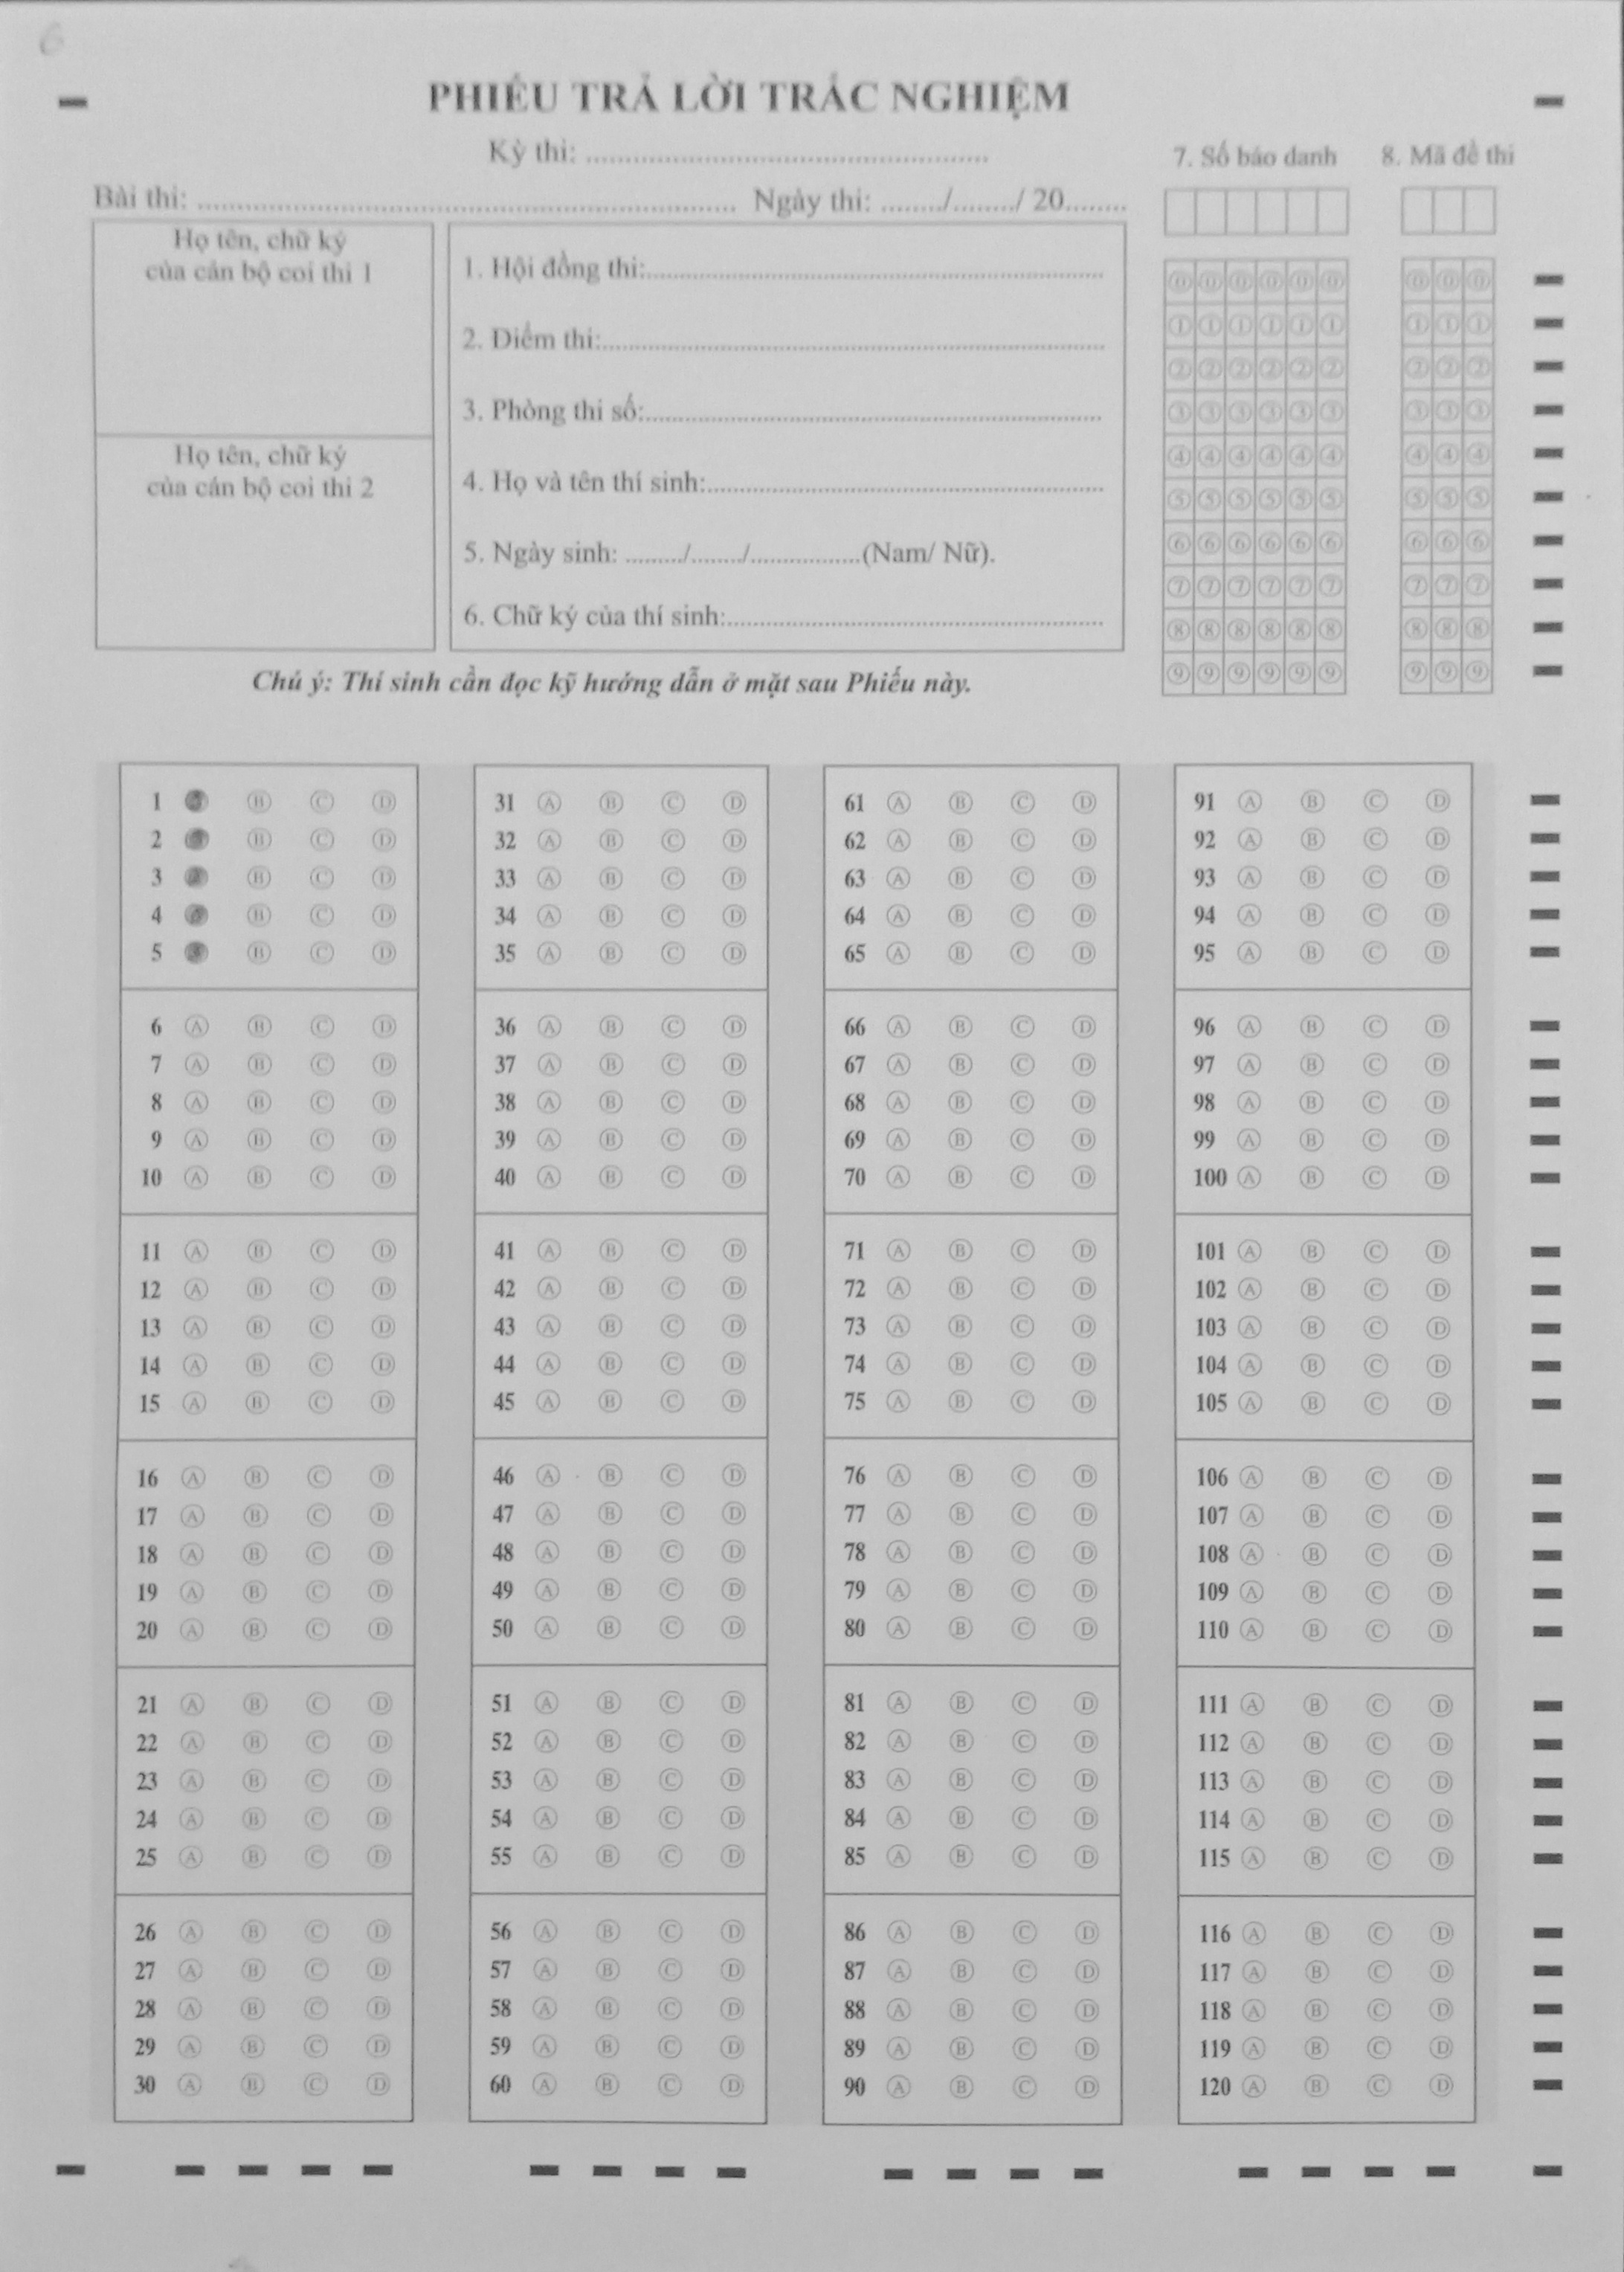 6
PHIẾU TRẢ LỜI TRẮC NGHIỆM
Kỳ thi: ....................................................
7. Số báo danh
8. Mã đề thi
Bài thi: ..................................................................... Ngày thi: ......../......../ 20........
Họ tên, chữ ký
của cán bộ coi thi 1
Họ tên, chữ ký
của cán bộ coi thi 2
1. Hội đồng thi:...........................................................
2. Điểm thi:.................................................................
3. Phòng thi số:...........................................................
4. Họ và tên thí sinh:...................................................
5. Ngày sinh: ......../......./..............(Nam/ Nữ).
6. Chữ ký của thí sinh:................................................
Chú ý: Thí sinh cần đọc kỹ hướng dẫn ở mặt sau Phiếu này.
0 0 0 0 0 0 0 0 0
1 1 1 1 1 1 1 1 1
2 2 2 2 2 2 2 2 2
3 3 3 3 3 3 3 3 3
4 4 4 4 4 4 4 4 4
5 5 5 5 5 5 5 5 5
6 6 6 6 6 6 6 6 6
7 7 7 7 7 7 7 7 7
8 8 8 8 8 8 8 8 8
9 9 9 9 9 9 9 9 9
1 B C D
2 B C D
3 B C D
4 B C D
5 B C D
6 A B C D
7 A B C D
8 A B C D
9 A B C D
10 A B C D
11 A B C D
12 A B C D
13 A B C D
14 A B C D
15 A B C D
16 A B C D
17 A B C D
18 A B C D
19 A B C D
20 A B C D
21 A B C D
22 A B C D
23 A B C D
24 A B C D
25 A B C D
26 A B C D
27 A B C D
28 A B C D
29 A B C D
30 A B C D
31 A B C D
32 A B C D
33 A B C D
34 A B C D
35 A B C D
36 A B C D
37 A B C D
38 A B C D
39 A B C D
40 A B C D
41 A B C D
42 A B C D
43 A B C D
44 A B C D
45 A B C D
46 A B C D
47 A B C D
48 A B C D
49 A B C D
50 A B C D
51 A B C D
52 A B C D
53 A B C D
54 A B C D
55 A B C D
56 A B C D
57 A B C D
58 A B C D
59 A B C D
60 A B C D
61 A B C D
62 A B C D
63 A B C D
64 A B C D
65 A B C D
66 A B C D
67 A B C D
68 A B C D
69 A B C D
70 A B C D
71 A B C D
72 A B C D
73 A B C D
74 A B C D
75 A B C D
76 A B C D
77 A B C D
78 A B C D
79 A B C D
80 A B C D
81 A B C D
82 A B C D
83 A B C D
84 A B C D
85 A B C D
86 A B C D
87 A B C D
88 A B C D
89 A B C D
90 A B C D
91 A B C D
92 A B C D
93 A B C D
94 A B C D
95 A B C D
96 A B C D
97 A B C D
98 A B C D
99 A B C D
100 A B C D
101 A B C D
102 A B C D
103 A B C D
104 A B C D
105 A B C D
106 A B C D
107 A B C D
108 A B C D
109 A B C D
110 A B C D
111 A B C D
112 A B C D
113 A B C D
114 A B C D
115 A B C D
116 A B C D
117 A B C D
118 A B C D
119 A B C D
120 A B C D